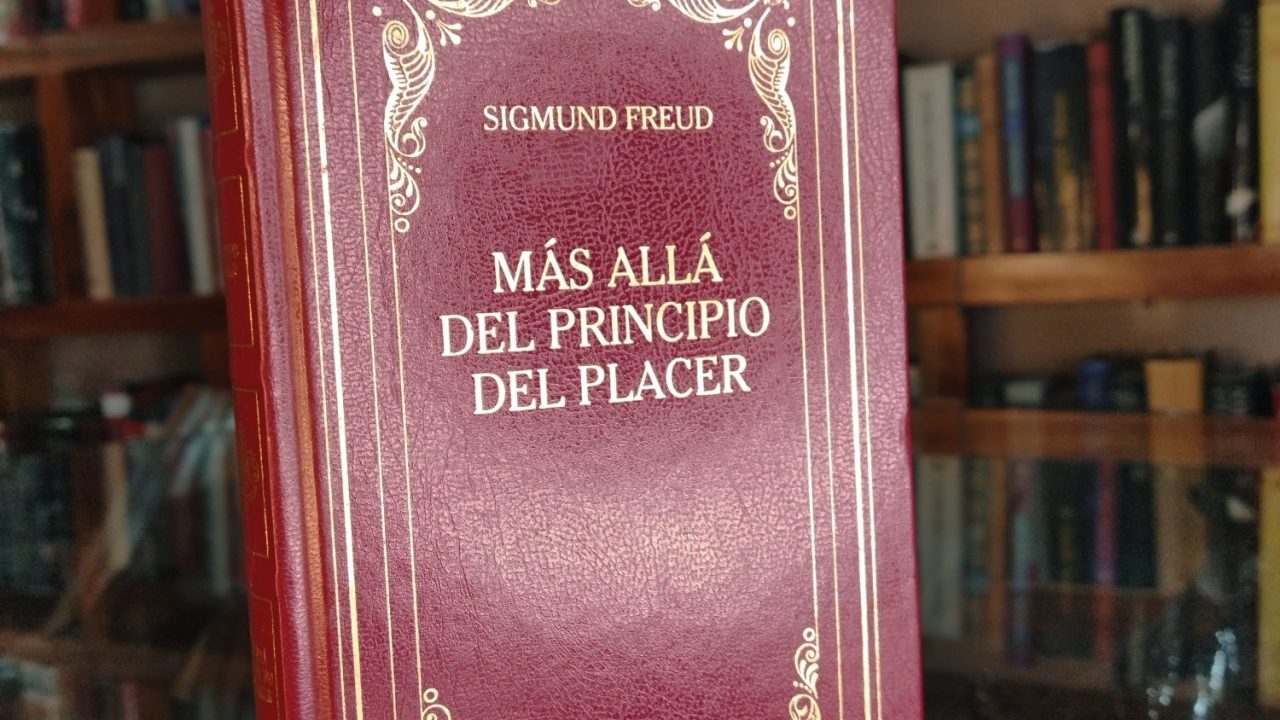 SIGMUND FREUD
MÁS ALLÁ
DEL PRINCIPIO
DEL PLACER